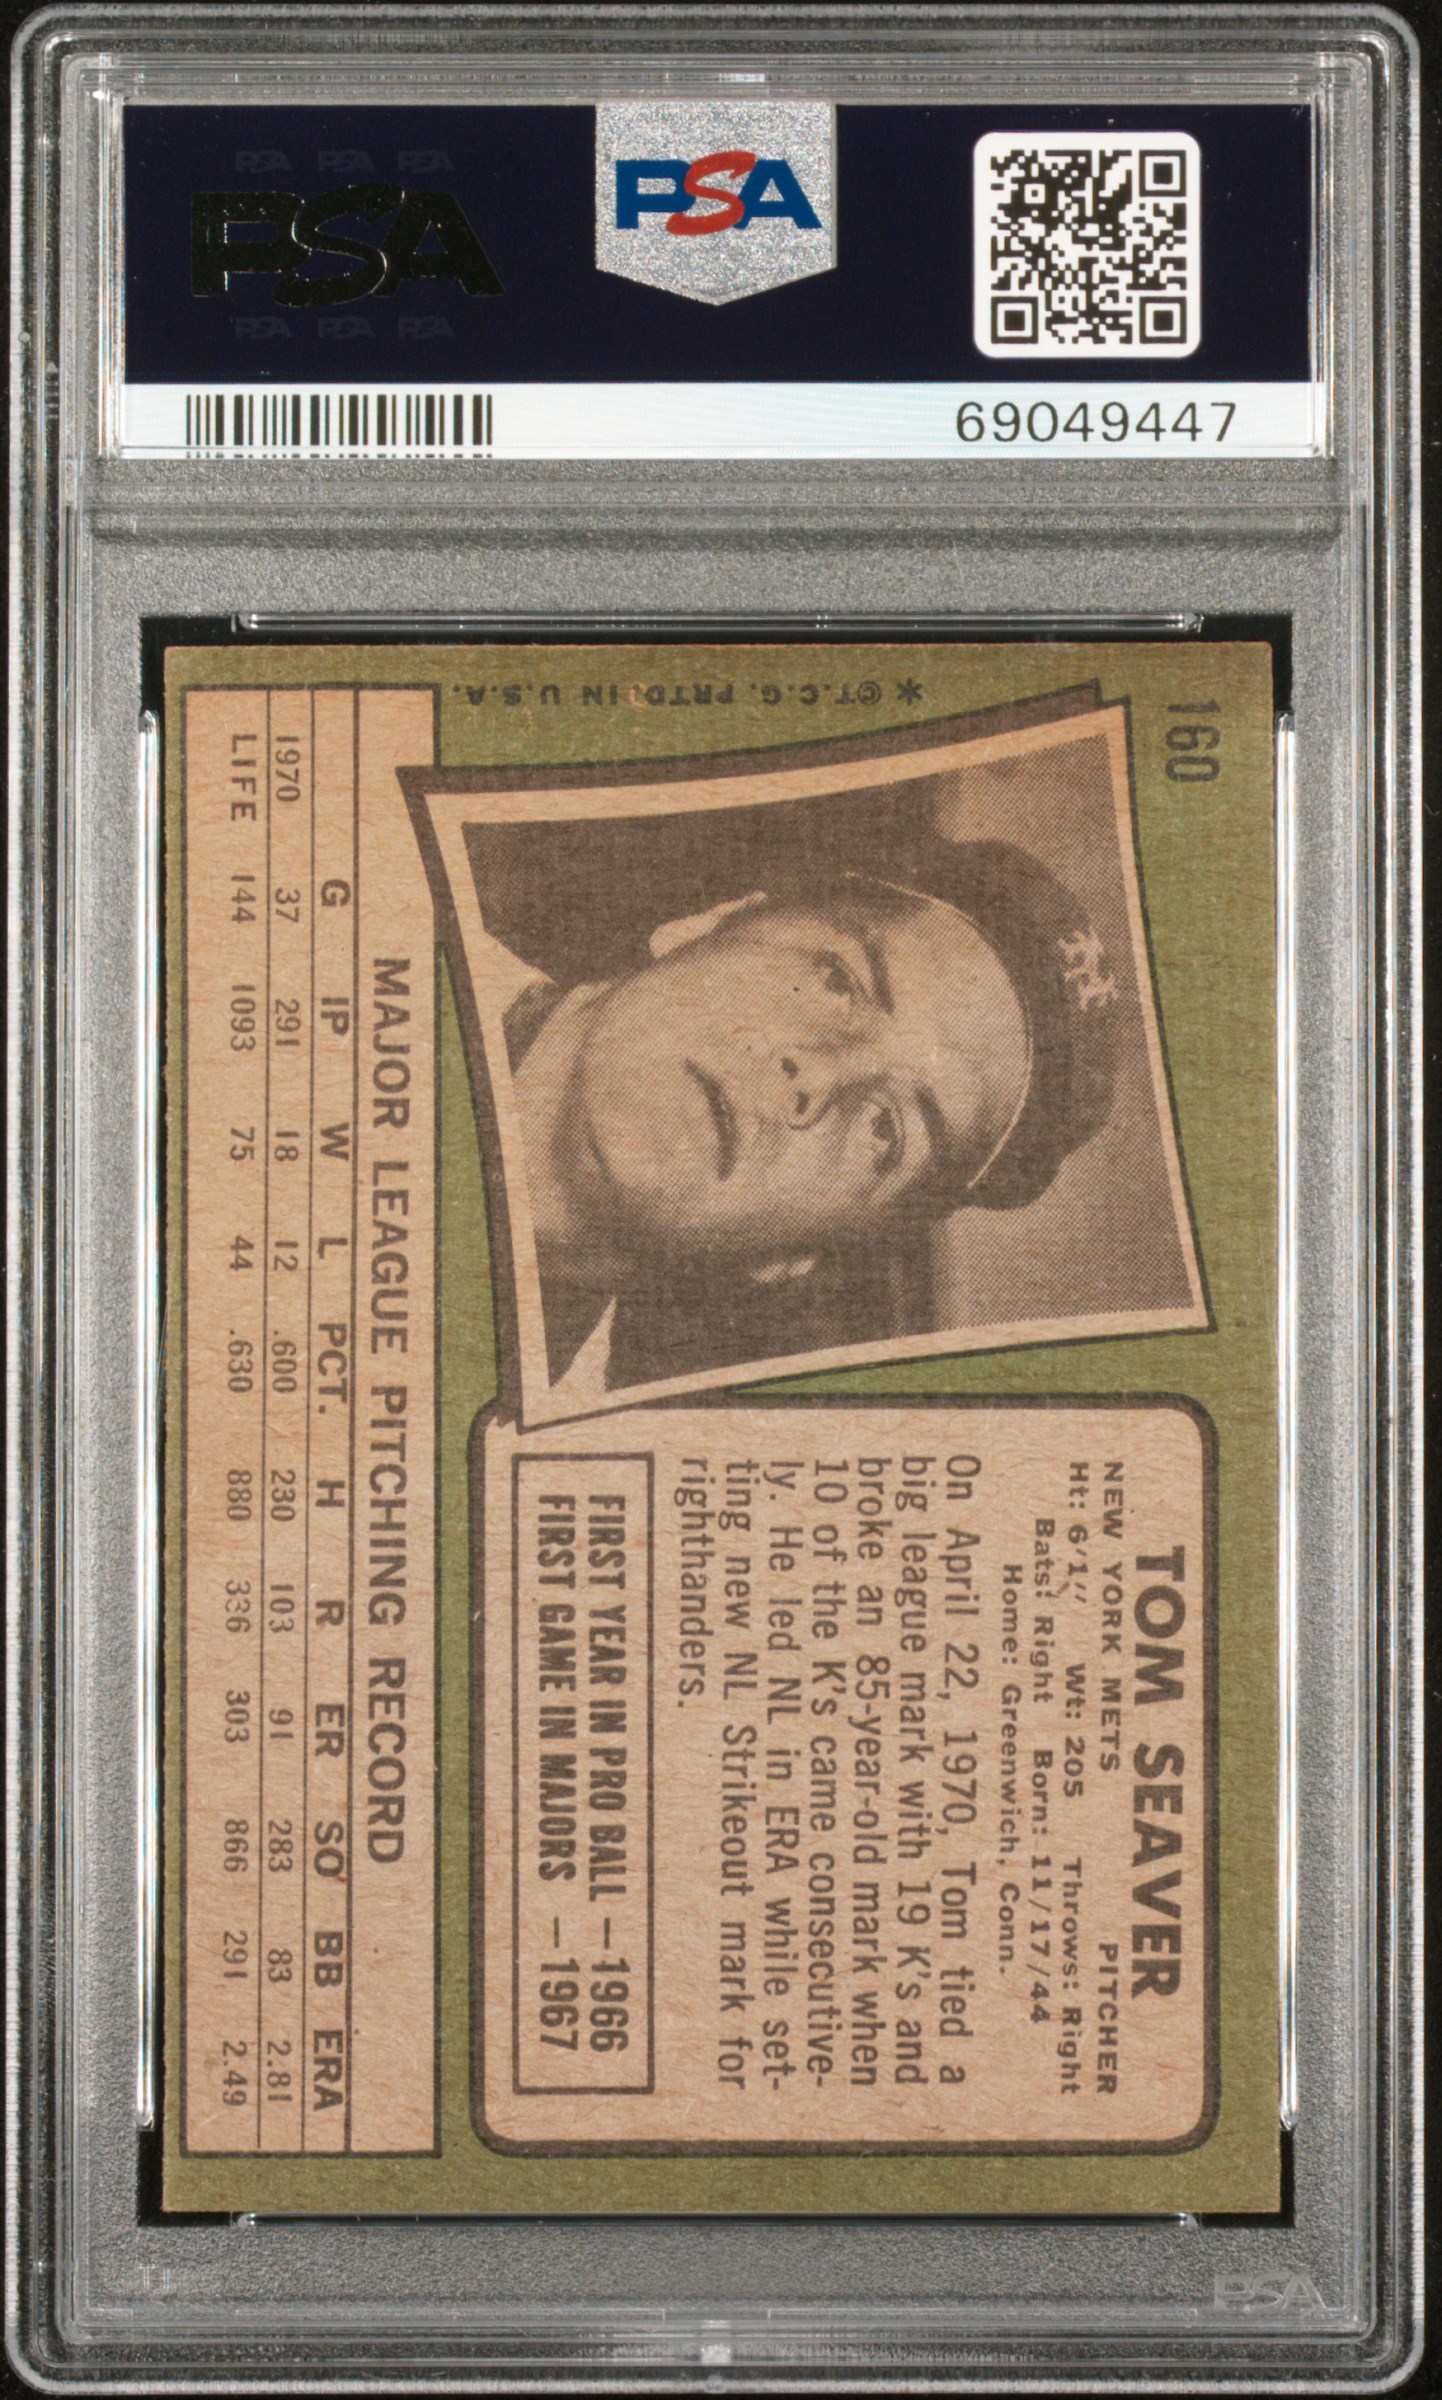 PSA PSA PSA
PSA
PSA PSA PSA
PSA
69049447
160
*©T.C.G. PRTD. IN U.S.A.
TOM SEAVER
NEW YORK METS PITCHER
Ht: 6'1" Wt: 205 Throws: Right
Bats: Right Born: 11/17/44
Home: Greenwich, Conn.
On April 22, 1970, Tom tied a
big league mark with 19 K's and
broke an 85-year-old mark when
10 of the K's came consecutive-
ly. He led NL in ERA while set-
ting new NL Strikeout mark for
righthanders.
FIRST YEAR IN PRO BALL —1966
FIRST GAME IN MAJORS —1967
MAJOR LEAGUE PITCHING RECORD
G IP W L PCT. H R ER SO BB ERA
1970 37 291 18 12 .600 230 103 91 283 83 2.81
LIFE 144 1093 75 44 .630 880 336 303 866 291 2.49
PSA